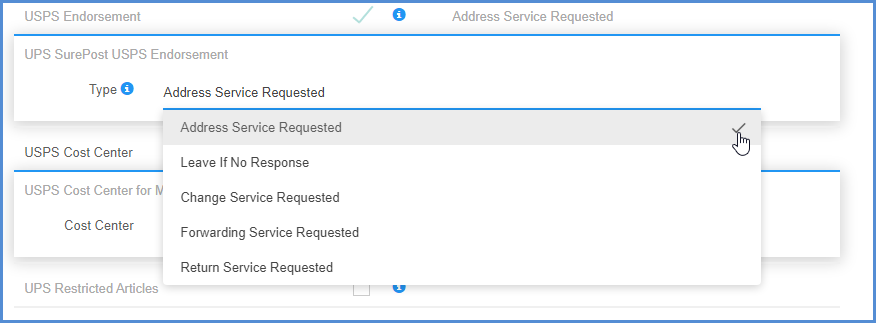 USPS Endorsement Address Service Requested
UPS SurePost USPS Endorsement
Type Address Service Requested
Address Service Requested
Leave If No Response
USPS Cost Center
Change Service Requested
USPS Cost Center for M
Cost Center
Forwarding Service Requested
Return Service Requested
UPS Restricted Articles